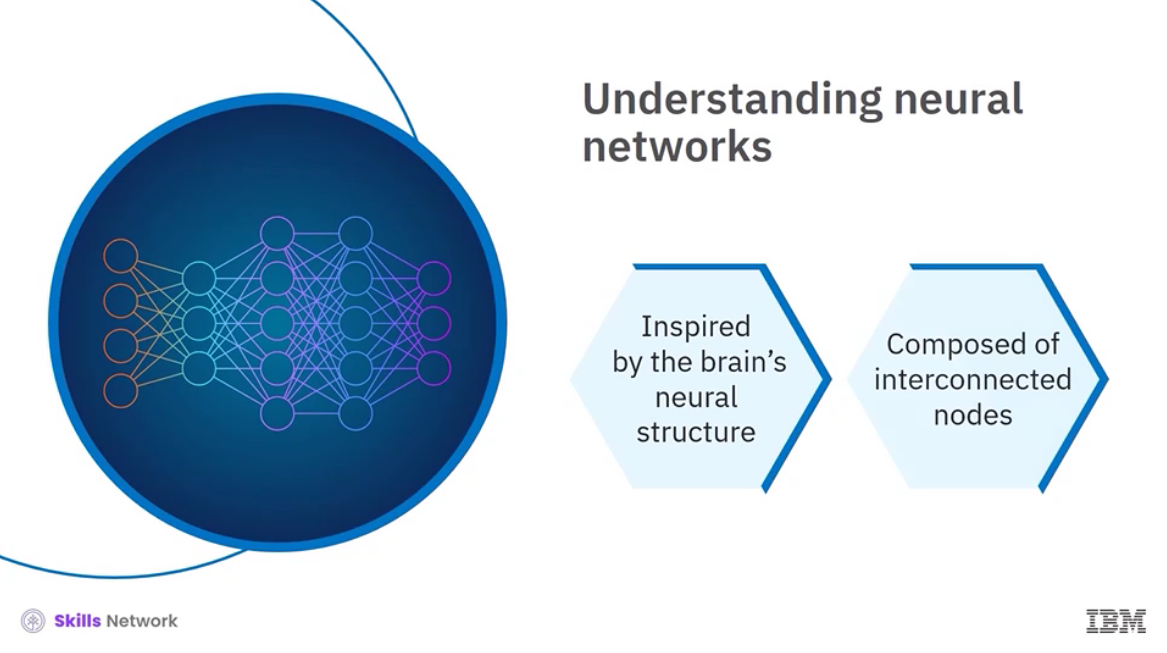 Understanding neural
networks
Inspired
by the brain's
neural
structure
Composed of
interconnected
nodes
Skills Network
IBM